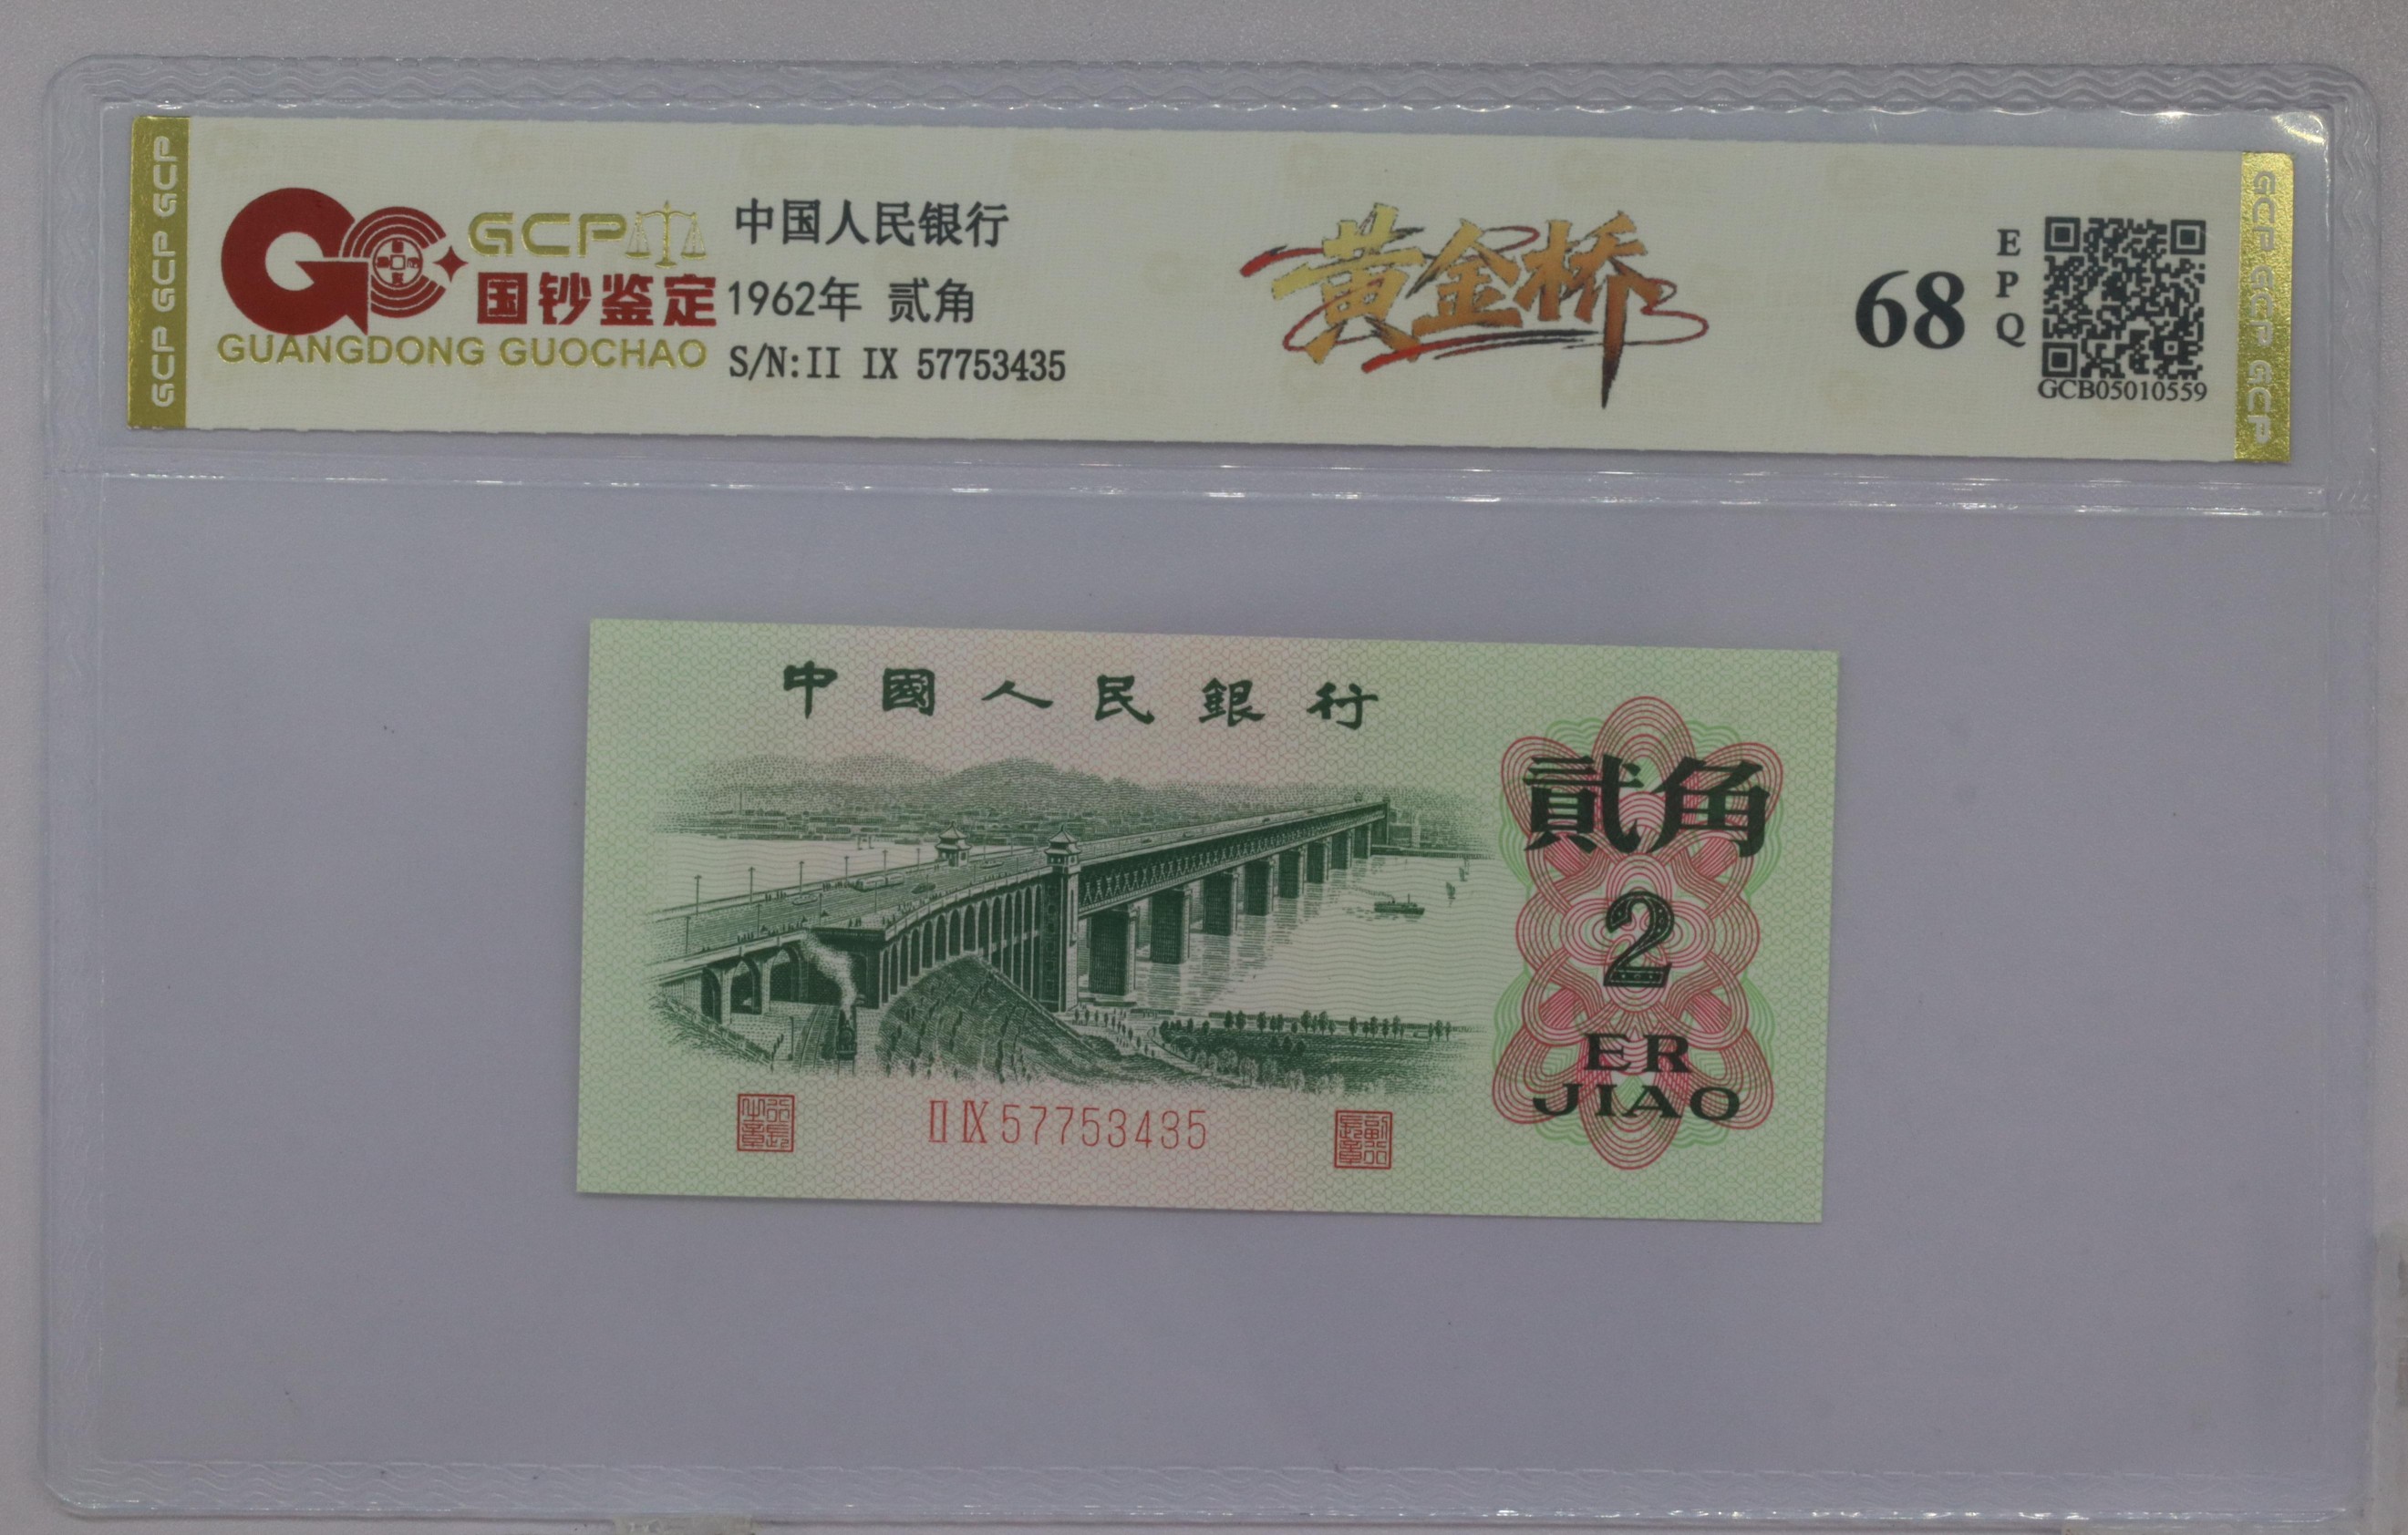 GCP GCP GCP
GCP
国钞鉴定
GUANGDONG GUOCHAO
中国人民银行
1962年 贰角
S/N:II IX 57753435
黄金桥
68
EPQ
GCB05010559
GCP GCP GCP
中國人民銀行
貳角
2
ER
JIAO
II IX 57753435